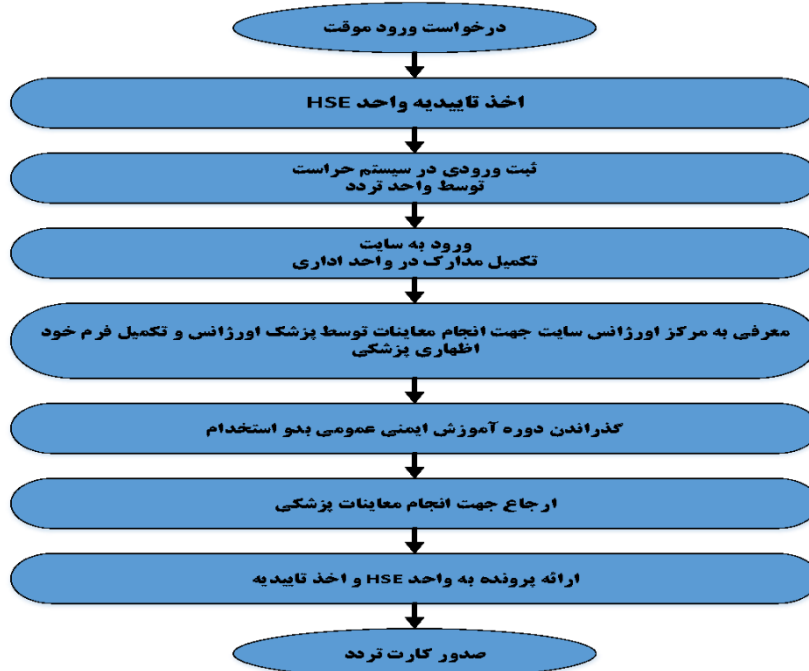 درخواست ورود موقت
اخذ تاییدیه واحد HSE
ثبت ورودی در سیستم حراست
توسط واحد تردد
ورود به سایت
تکمیل مدارک در واحد اداری
معرفی به مرکز اورژانس سایت جهت انجام معاینات توسط پزشک اورژانس و تکمیل فرم خود
اظهاری پزشکی
گذراندن دوره آموزش ایمنی عمومی بدو استخدام
ارجاع جهت انجام معاینات پزشکی
ارائه پرونده به واحد HSE و اخذ تاییدیه
صدور کارت تردد